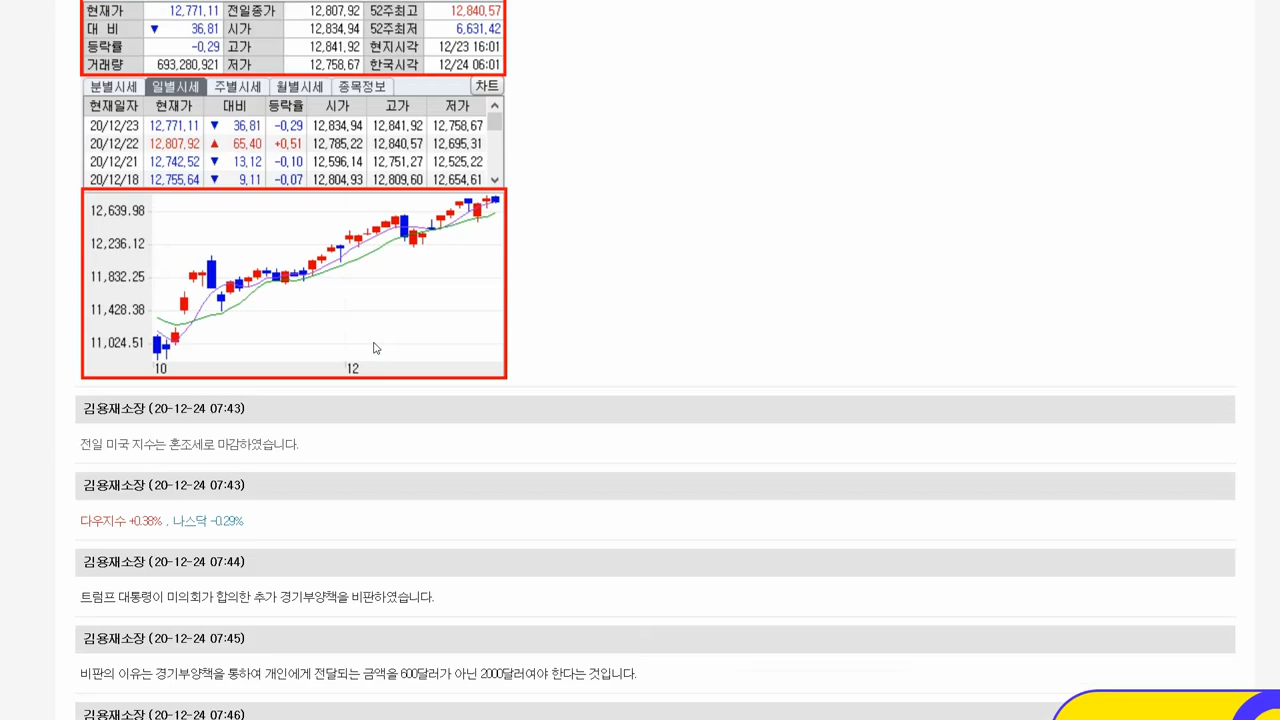 현재가 12,771.11 전일종가 12,807.92 52주최고 12,840.57
대 비 ▼ 36.81 시가 12,834.94 52주최저 6,631.42
등락률 -0.29 고가 12,841.92 현지시각 12/23 16:01
거래량 693,280,921 저가 12,758.67 한국시각 12/24 06:01
분별시세 일별시세 주별시세 월별시세 종목정보 차트
현재일자 현재가 대비 등락률 시가 고가 저가
20/12/23 12,771.11 ▼ 36.81 -0.29 12,834.94 12,841.92 12,758.67
20/12/22 12,807.92 ▲ 65.40 +0.51 12,785.22 12,840.57 12,695.31
20/12/21 12,742.52 ▼ 13.12 -0.10 12,596.14 12,751.27 12,525.22
20/12/18 12,755.64 ▼ 9.11 -0.07 12,804.93 12,809.60 12,654.61
12,639.98
12,236.12
11,832.25
11,428.38
11,024.51
10 12
김용재소장 (20-12-24 07:43)
전일 미국 지수는 혼조세로 마감하였습니다.
김용재소장 (20-12-24 07:43)
다우지수 +0.38% , 나스닥 -0.29%
김용재소장 (20-12-24 07:44)
트럼프 대통령이 미의회가 합의한 추가 경기부양책을 비판하였습니다.
김용재소장 (20-12-24 07:45)
비판의 이유는 경기부양책을 통하여 개인에게 전달되는 금액을 600달러가 아닌 2000달러여야 한다는 것입니다.
김용재소장 (20-12-24 07:46)